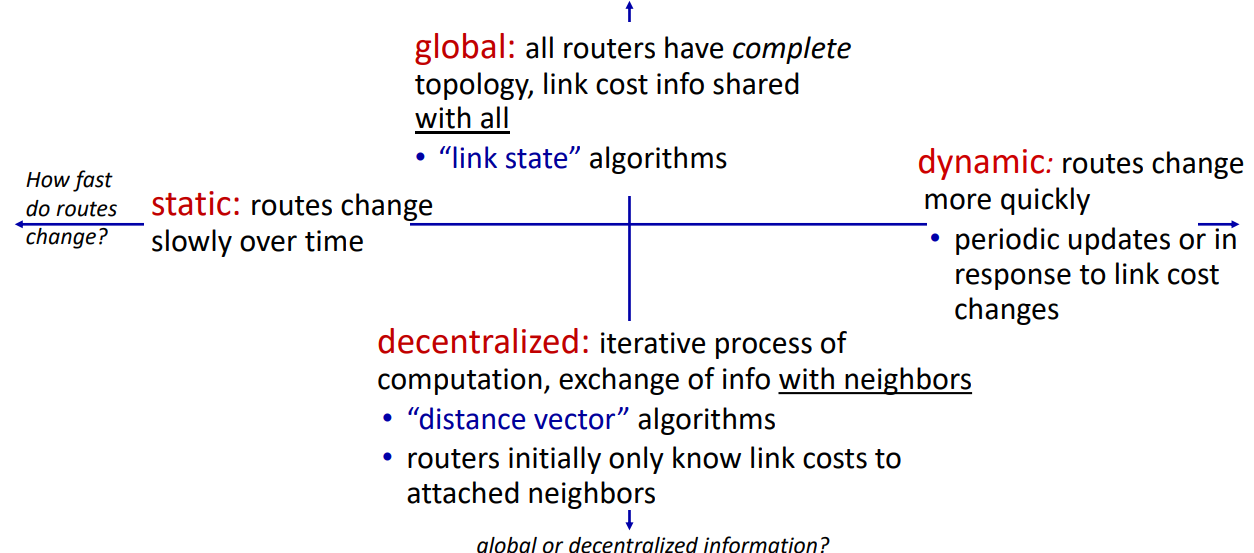 global: all routers have complete
topology, link cost info shared
with all
• “link state” algorithms
How fast
do routes
change?
static: routes change
slowly over time
dynamic: routes change
more quickly
• periodic updates or in
response to link cost
changes
decentralized: iterative process of
computation, exchange of info with neighbors
• “distance vector” algorithms
• routers initially only know link costs to
attached neighbors
global or decentralized information?